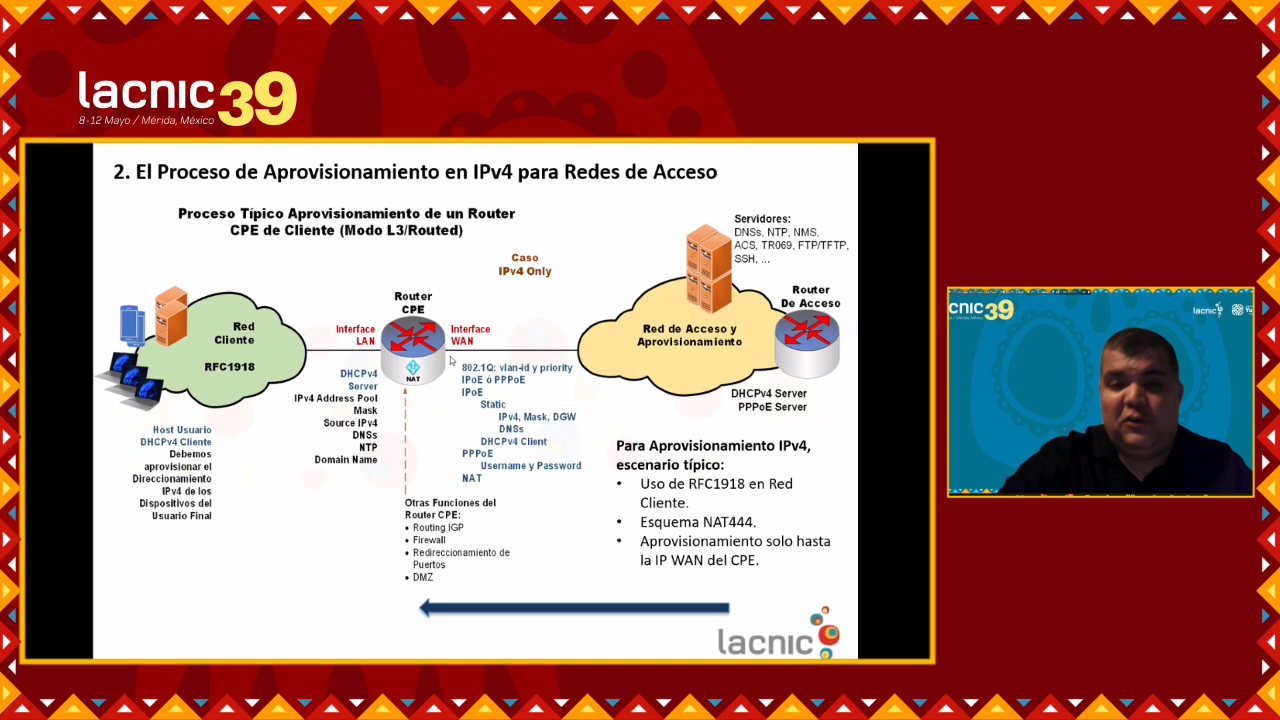 lacnic 39
8-12 Mayo / Mérida, México
2. El Proceso de Aprovisionamiento en IPv4 para Redes de Acceso
Proceso Típico Aprovisionamiento de un Router
CPE de Cliente (Modo L3/Routed)
Caso
IPv4 Only
Servidores:
DNSs, NTP, NMS,
ACS, TR069, FTP/TFTP,
SSH, ...
Red
Cliente
RFC1918
Interface
LAN
Router
CPE
NAT
Interface
WAN
Red de Acceso y
Aprovisionamiento
Router
De Acceso
DHCPv4 Server
PPPoE Server
Host Usuario
DHCPv4 Cliente
Debemos
aprovisionar el
Direccionamiento
IPv4 de los
Dispositivos del
Usuario Final
DHCPv4
Server
IPv4 Address Pool
Mask
Source IPv4
DNSs
NTP
Domain Name
802.1Q: vlan-id y priority
IPoE ó PPPoE
IPoE
Static
IPv4, Mask, DGW
DNSs
DHCPv4 Client
PPPoE
Username y Password
NAT
Otras Funciones del
Router CPE:
• Routing IGP
• Firewall
• Redireccionamiento de
Puertos
• DMZ
Para Aprovisionamiento IPv4,
escenario típico:
• Uso de RFC1918 en Red
Cliente.
• Esquema NAT444.
• Aprovisionamiento solo hasta
la IP WAN del CPE.
lacnic
cnic 39
lacnic